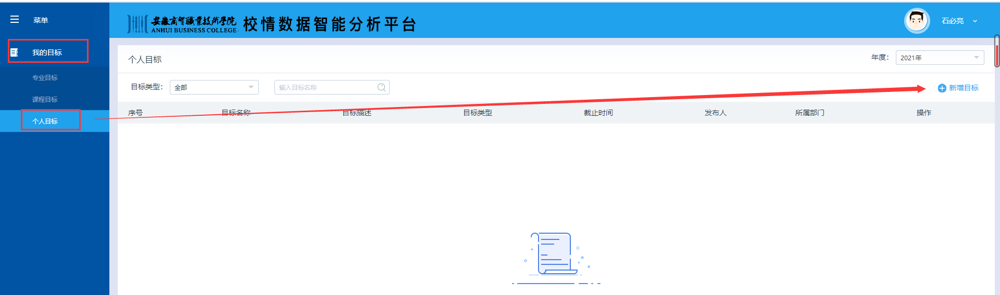 菜单
我的目标
专业目标
课程目标
个人目标
安徽商贸職業技術學院
ANHUI BUSINESS COLLEGE
校情数据智能分析平台
石必亮
个人目标
年度：
2021年
目标类型：
全部
输入目标名称
新增目标
序号 目标名称 目标描述 目标类型 截止时间 发布人 所属部门 操作